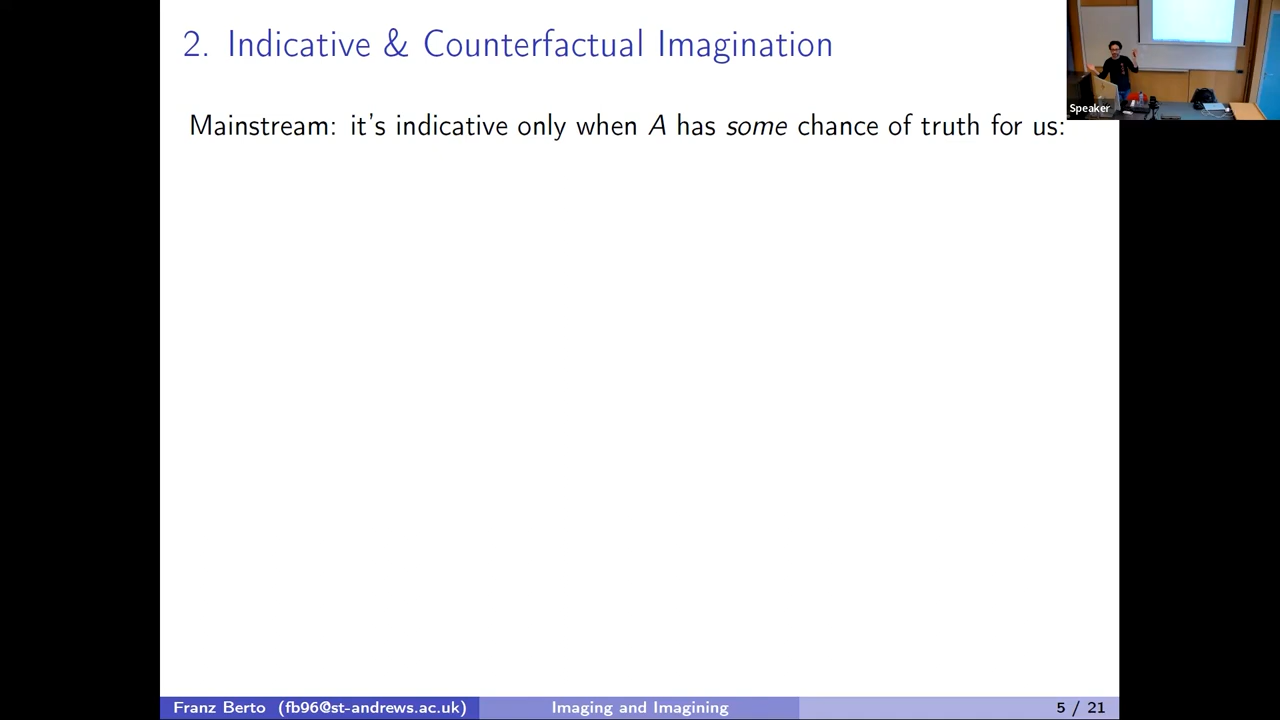 2. Indicative & Counterfactual Imagination
Speaker
Mainstream: it's indicative only when A has some chance of truth for us:
Franz Berto (fb96@st-andrews.ac.uk) Imaging and Imagining 5 / 21